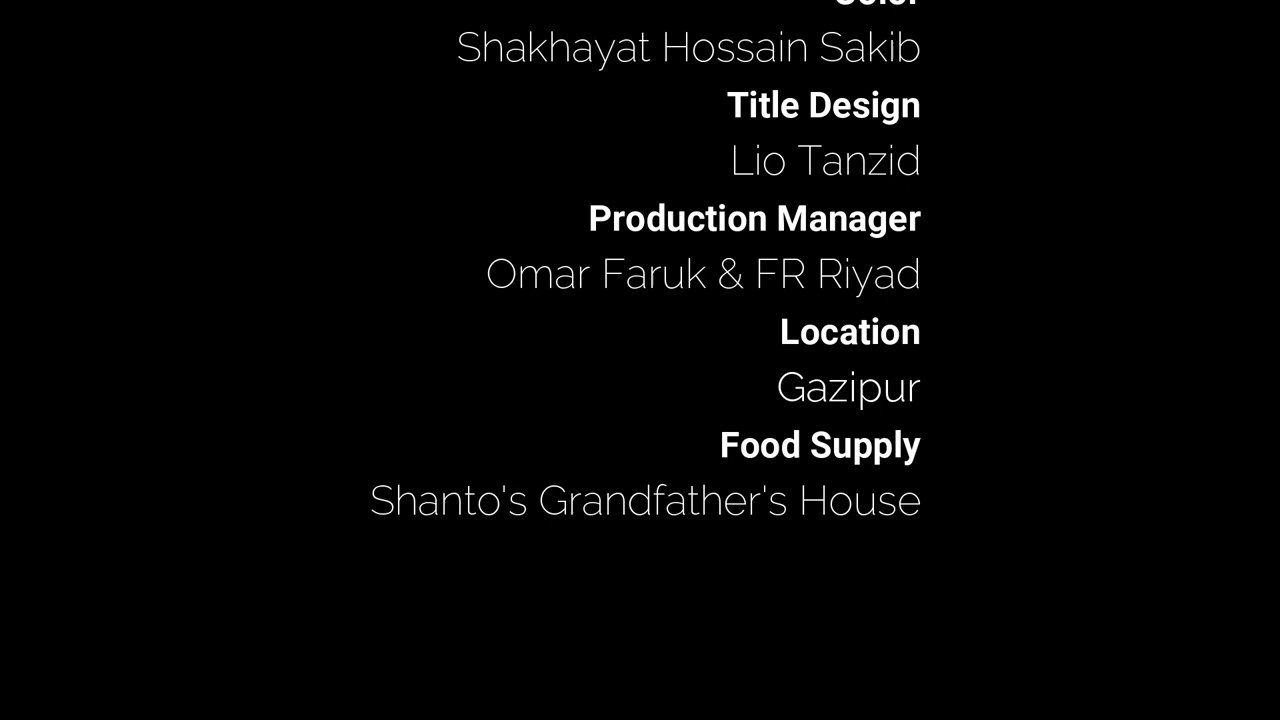 Color
Shakhayat Hossain Sakib
Title Design
Lio Tanzid
Production Manager
Omar Faruk & FR Riyad
Location
Gazipur
Food Supply
Shanto's Grandfather's House